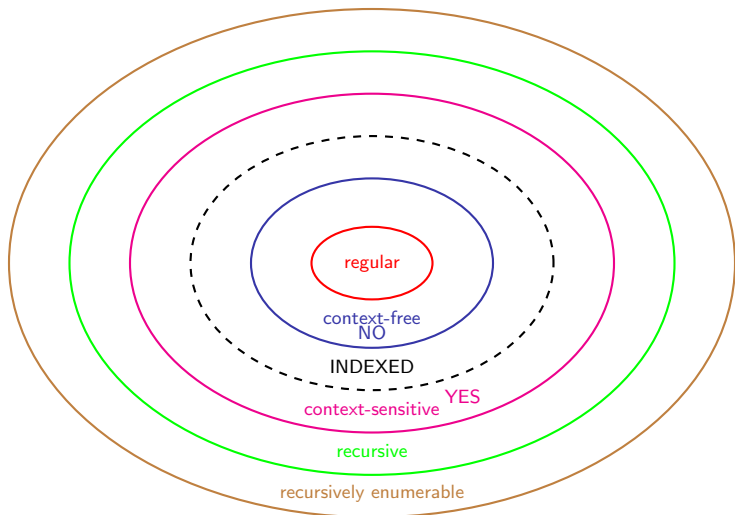 regular
context-free
NO
INDEXED
YES
context-sensitive
recursive
recursively enumerable